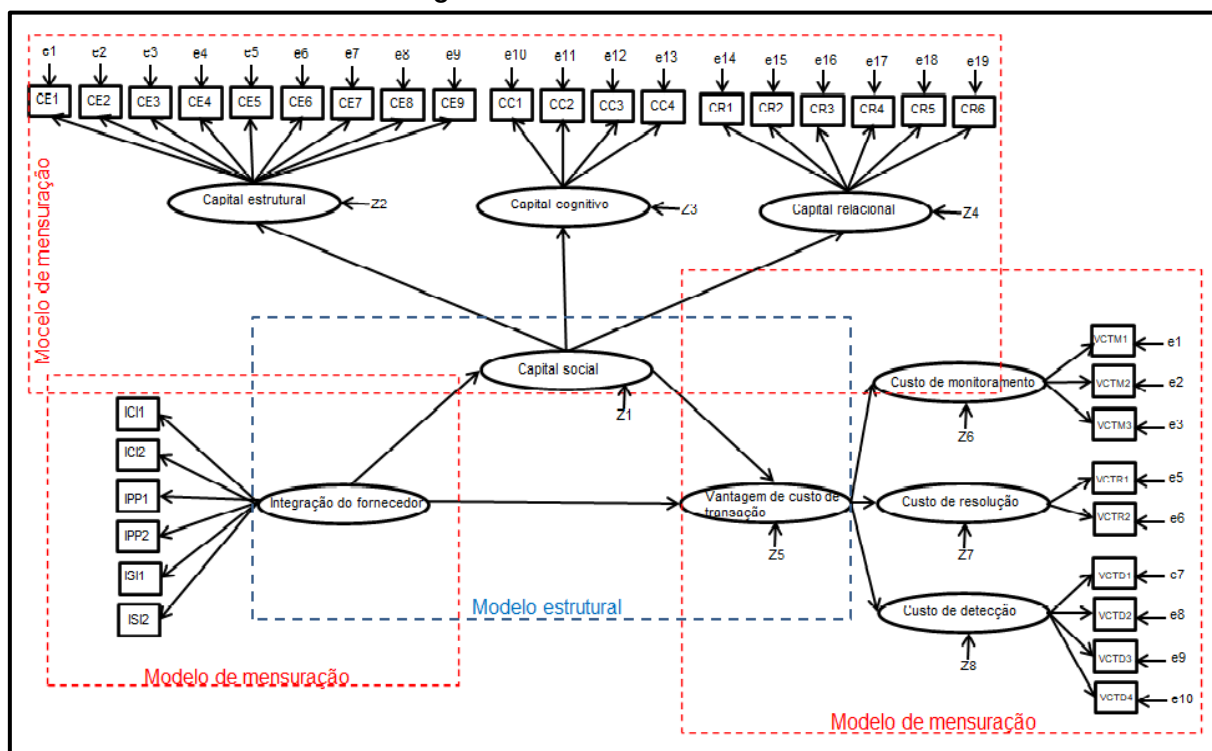 e1 c2 c3 e4 c5 e6 e7 e8 e9 e10 e11 e12 e13 e14 e15 e16 e17 e18 e19
CE1 CE2 CE3 CE4 CE5 CE6 CE7 CE8 CE9 CC1 CC2 CC3 CC4 CR1 CR2 CR3 CR4 CR5 CR6
Mocelo de mensuração
Capital estrutural
Z2
Capital cognitivo
Z3
Capital relacional
Z4
Capital social
Z1
ICI1
ICI2
IPP1
IPP2
ISI1
ISI2
Integração do fornecedor
Vantagem de custo de
transação
Z5
Custo de monitoramento
Z6
VCTM1 e1
VCTM2 e2
VCTM3 e3
Custo de resolução
Z7
VCTR1 e5
VCTR2 e6
Custo de detecção
Z8
VCTD1 c7
VCTD2 e8
VCTD3 e9
VCTD4 e10
Modelo estrutural
Modelo de mensuração
Modelo de mensuração